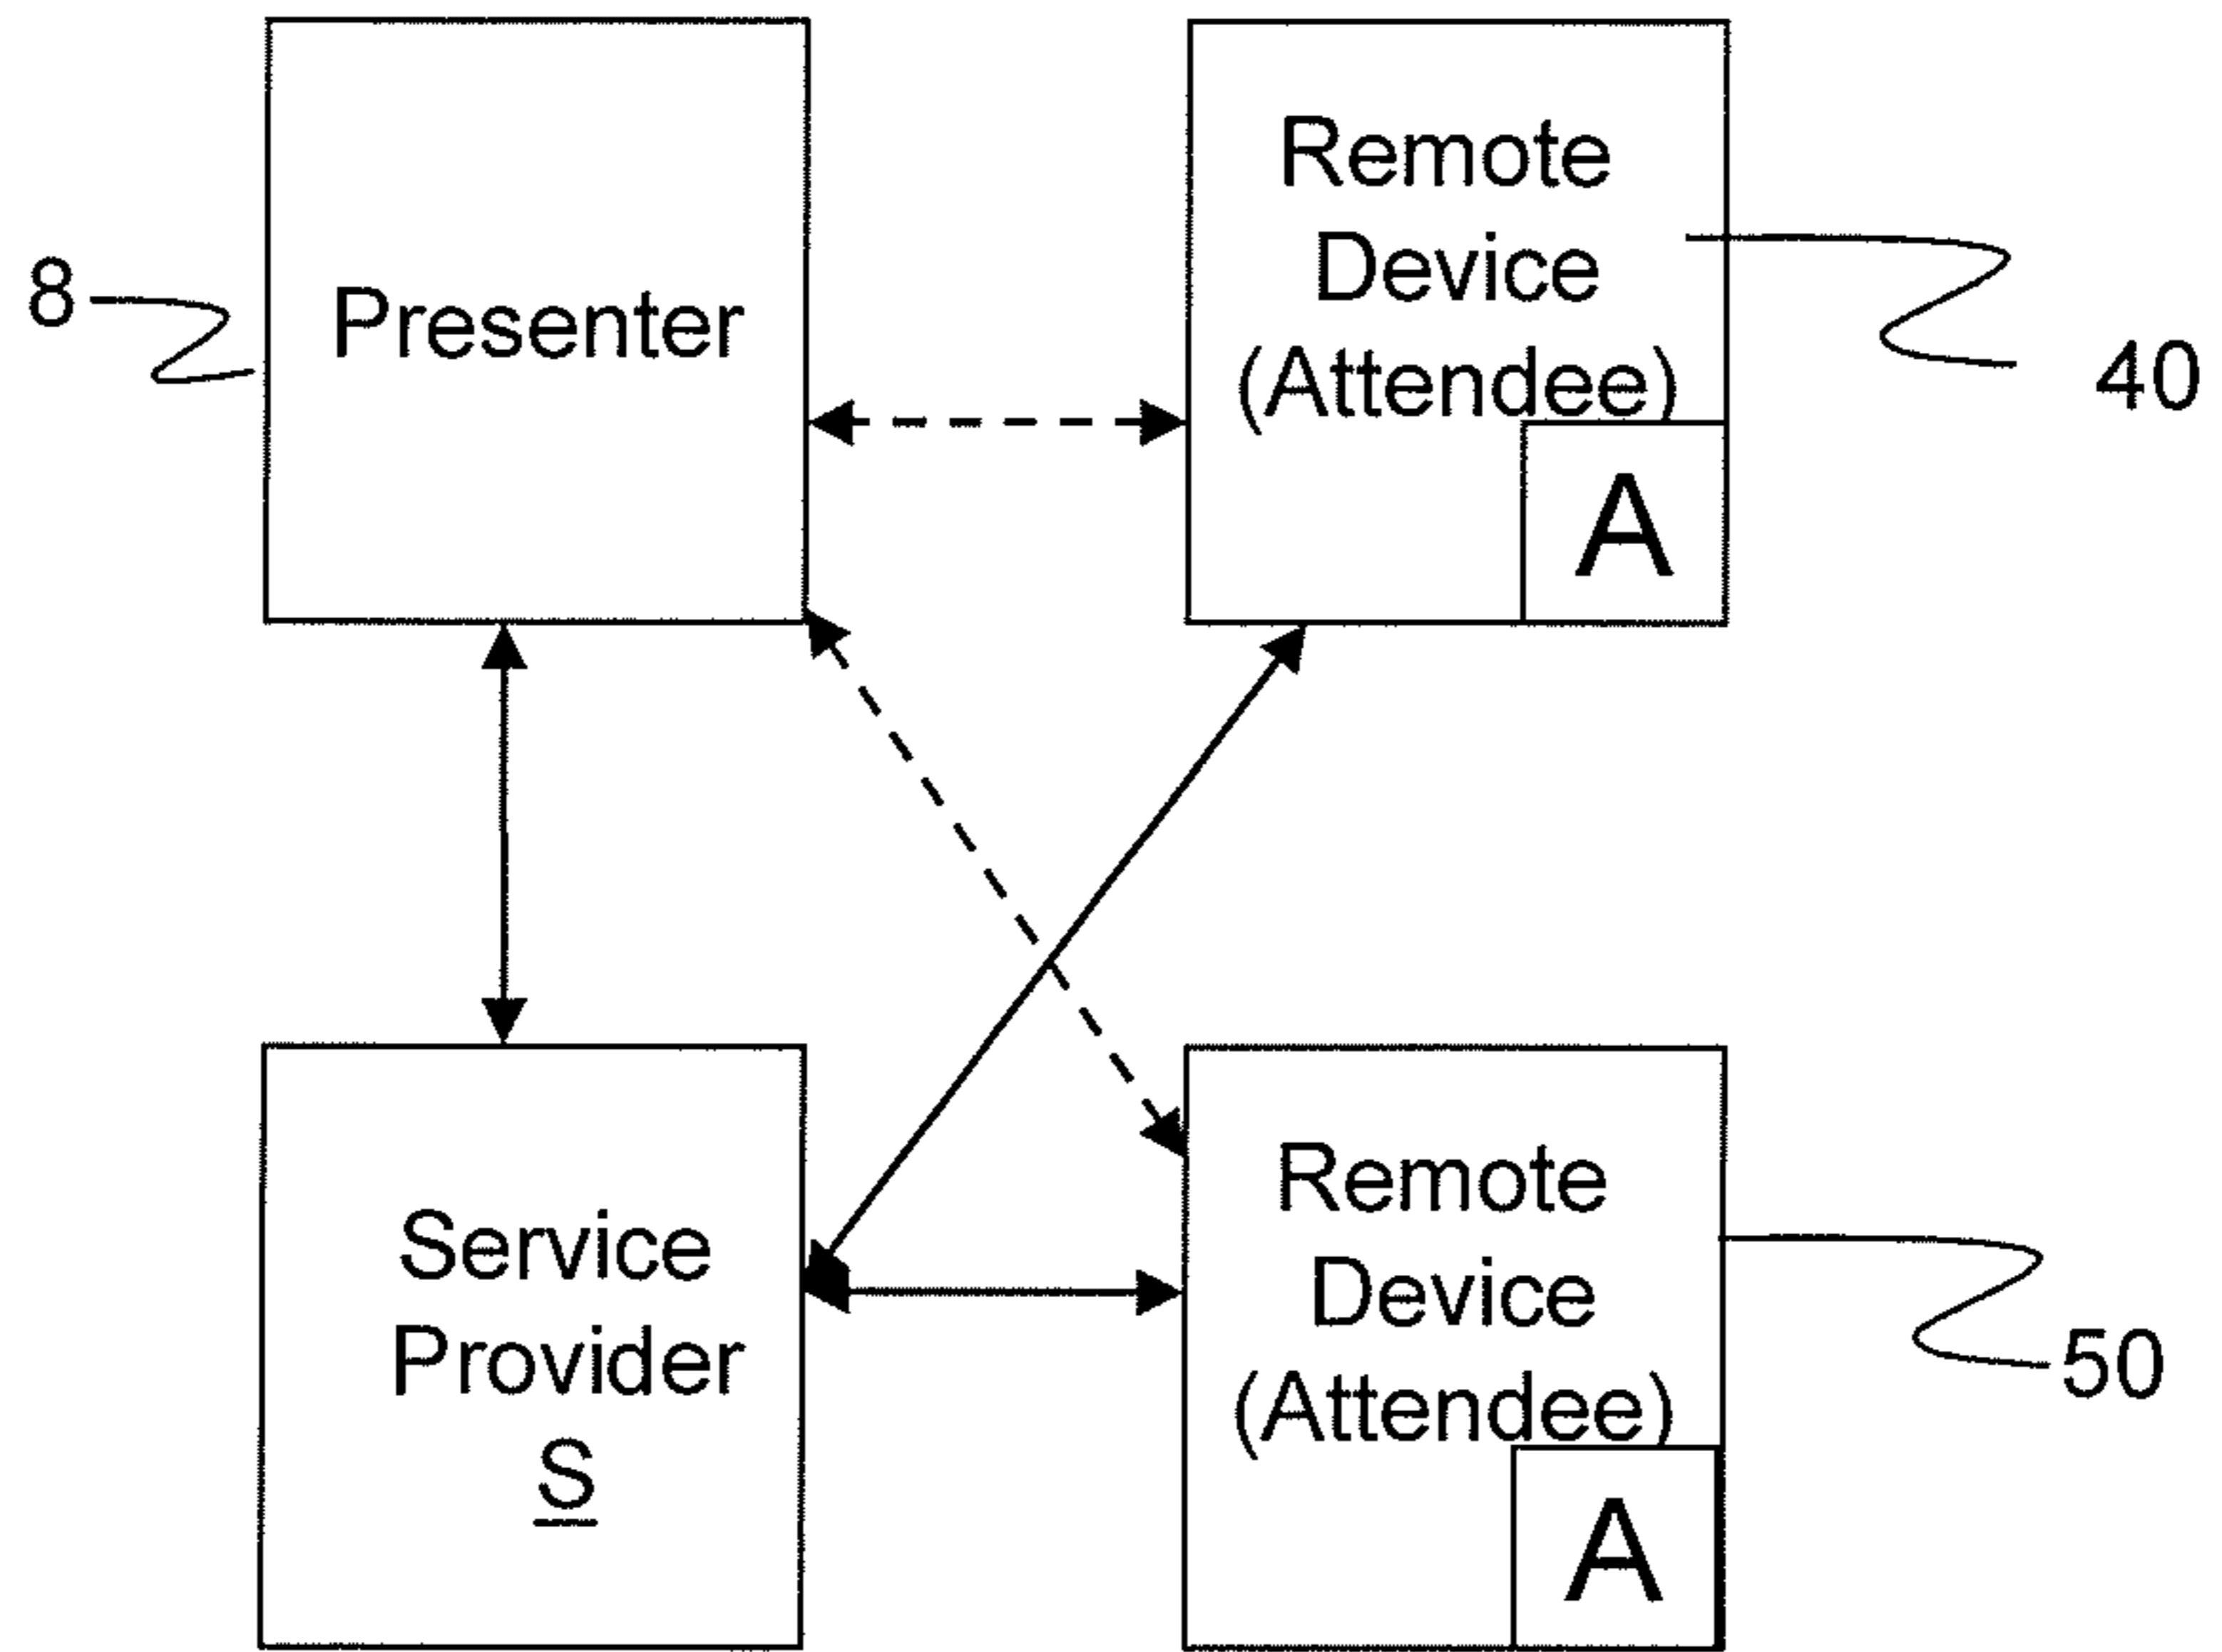 8
Presenter
Remote
Device
(Attendee)
A
40
Service
Provider
S
Remote
Device
(Attendee)
A
50